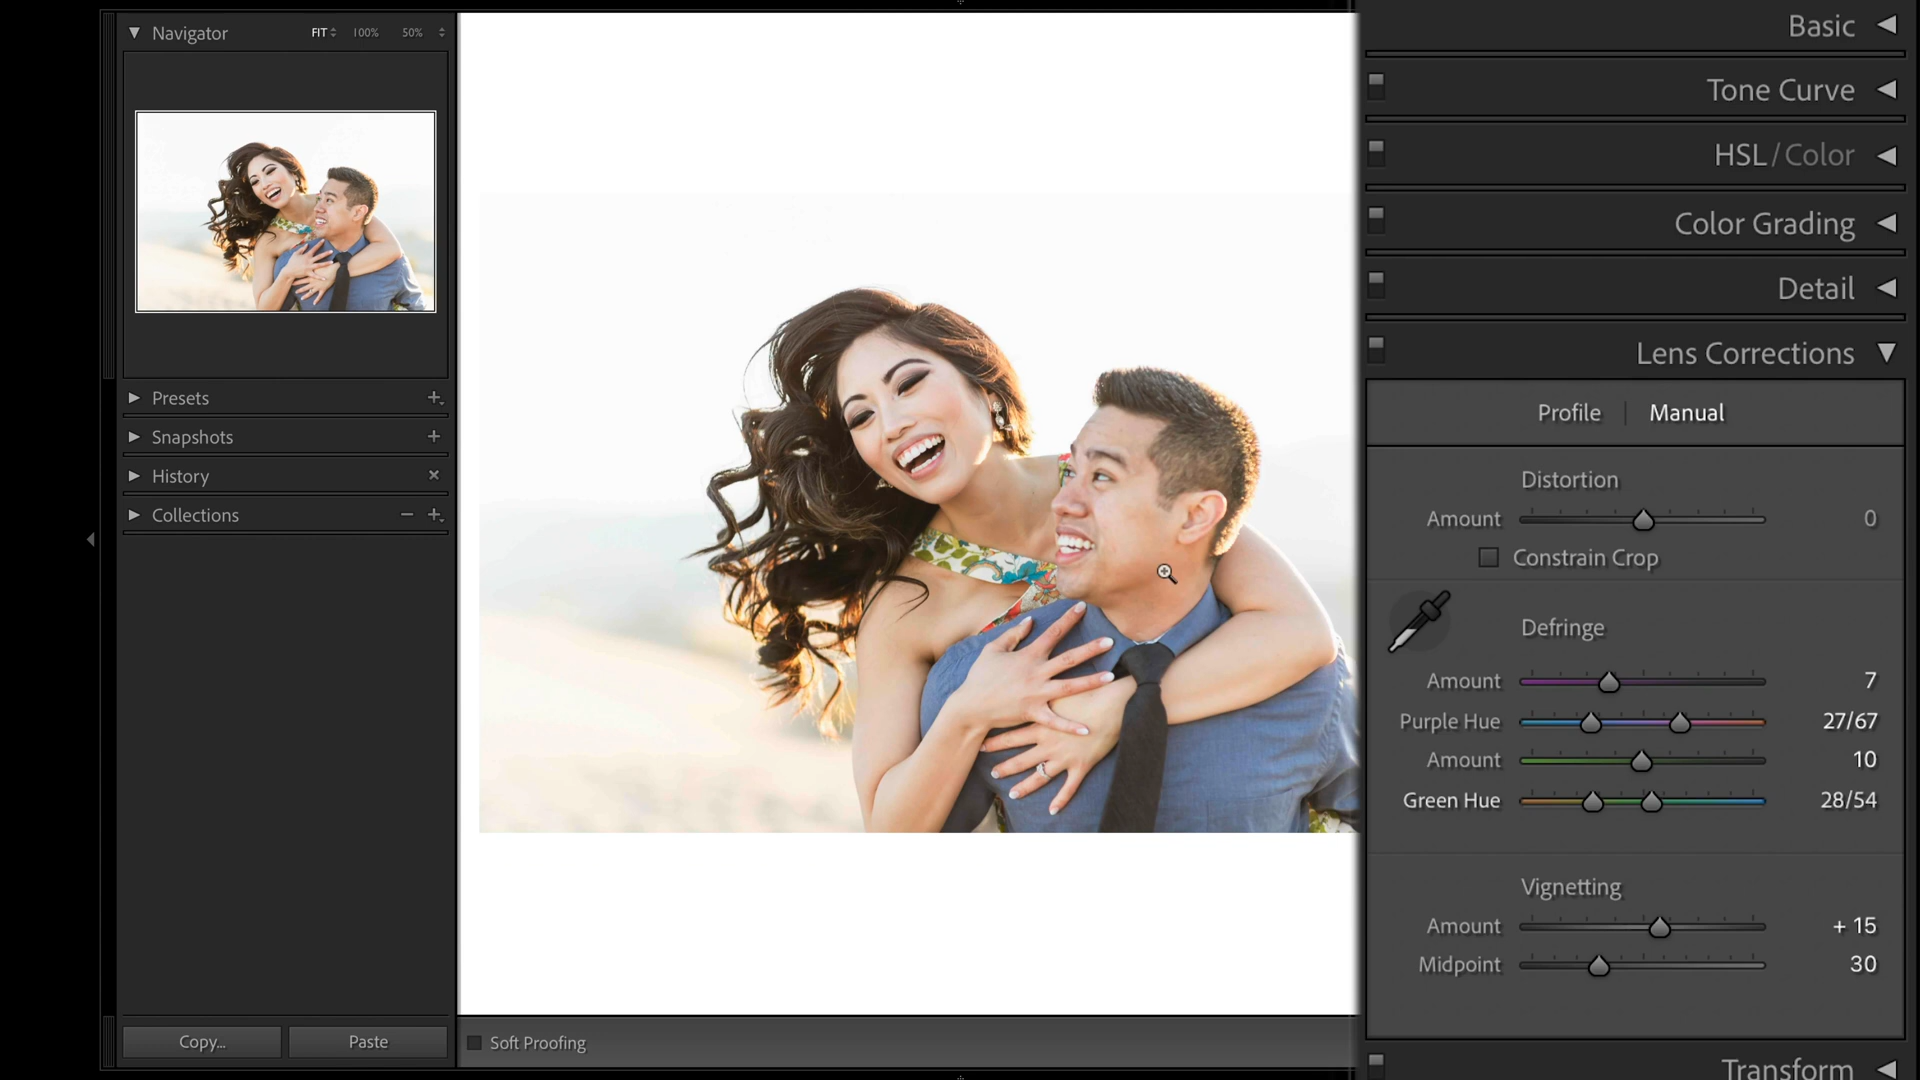 Navigator FIT 100% 50%
Presets
Snapshots
History
Collections
Copy... Paste
Soft Proofing
Basic
Tone Curve
HSL / Color
Color Grading
Detail
Lens Corrections
Profile | Manual
Distortion
Amount 0
Constrain Crop
Defringe
Amount 7
Purple Hue 27/67
Amount 10
Green Hue 28/54
Vignetting
Amount + 15
Midpoint 30
Transform